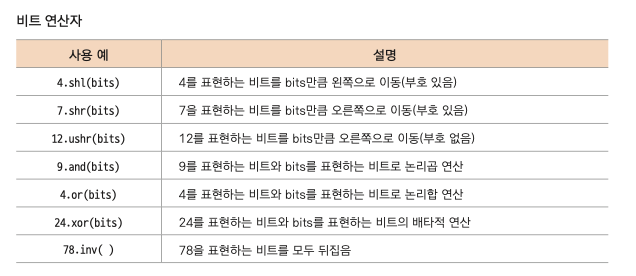 비트 연산자
사용 예 설명
4.shl(bits) 4를 표현하는 비트를 bits만큼 왼쪽으로 이동(부호 있음)
7.shr(bits) 7을 표현하는 비트를 bits만큼 오른쪽으로 이동(부호 있음)
12.ushr(bits) 12를 표현하는 비트를 bits만큼 오른쪽으로 이동(부호 없음)
9.and(bits) 9를 표현하는 비트와 bits를 표현하는 비트로 논리곱 연산
4.or(bits) 4를 표현하는 비트와 bits를 표현하는 비트로 논리합 연산
24.xor(bits) 24를 표현하는 비트와 bits를 표현하는 비트의 배타적 연산
78.inv( ) 78을 표현하는 비트를 모두 뒤집음